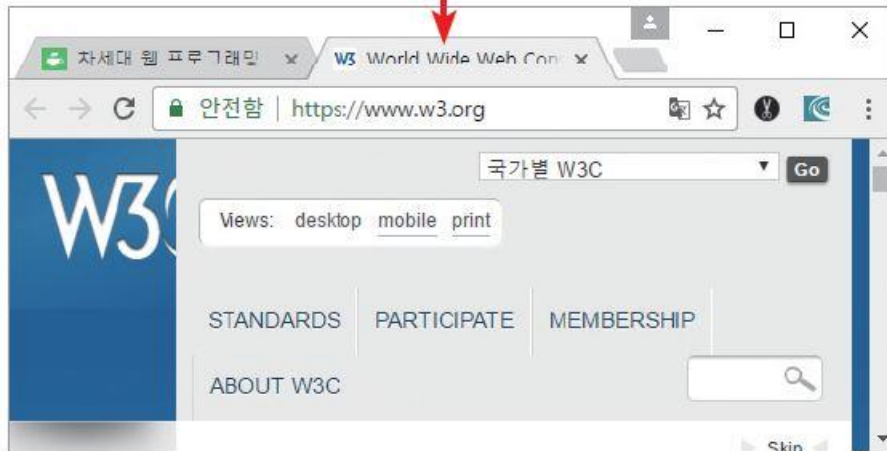 차세대 웹 프로그래밍
W3 World Wide Web Con
안전함 | https://www.w3.org
W3C
국가별 W3C Go
Views: desktop mobile print
STANDARDS PARTICIPATE MEMBERSHIP
ABOUT W3C
Skip